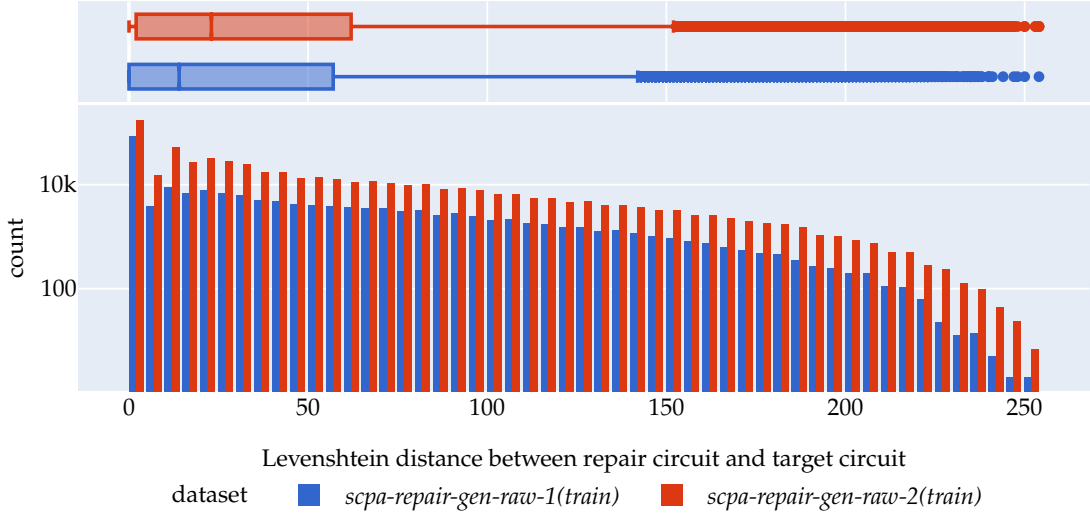 count
10k
100
0 50 100 150 200 250
Levenshtein distance between repair circuit and target circuit
dataset scpa-repair-gen-raw-1(train) scpa-repair-gen-raw-2(train)